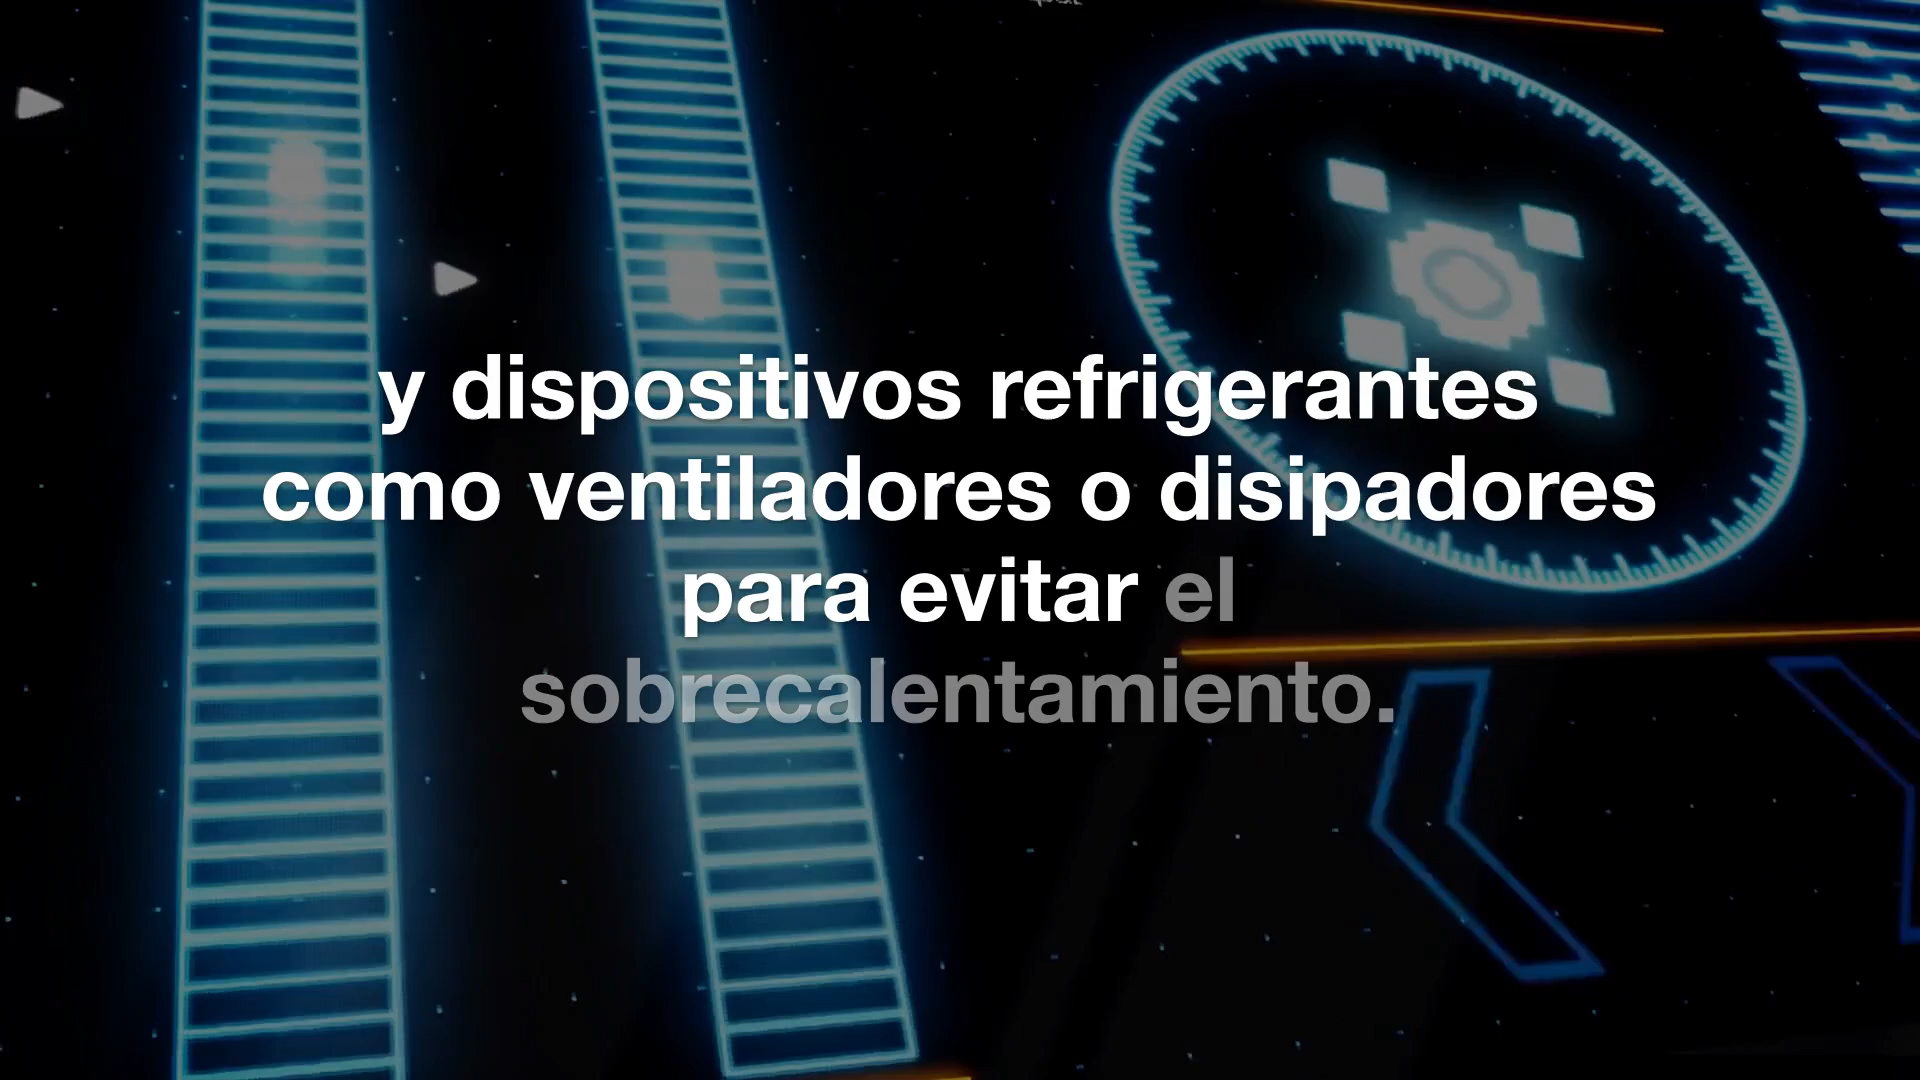 y dispositivos refrigerantes
como ventiladores o disipadores
para evitar el
sobrecalentamiento.